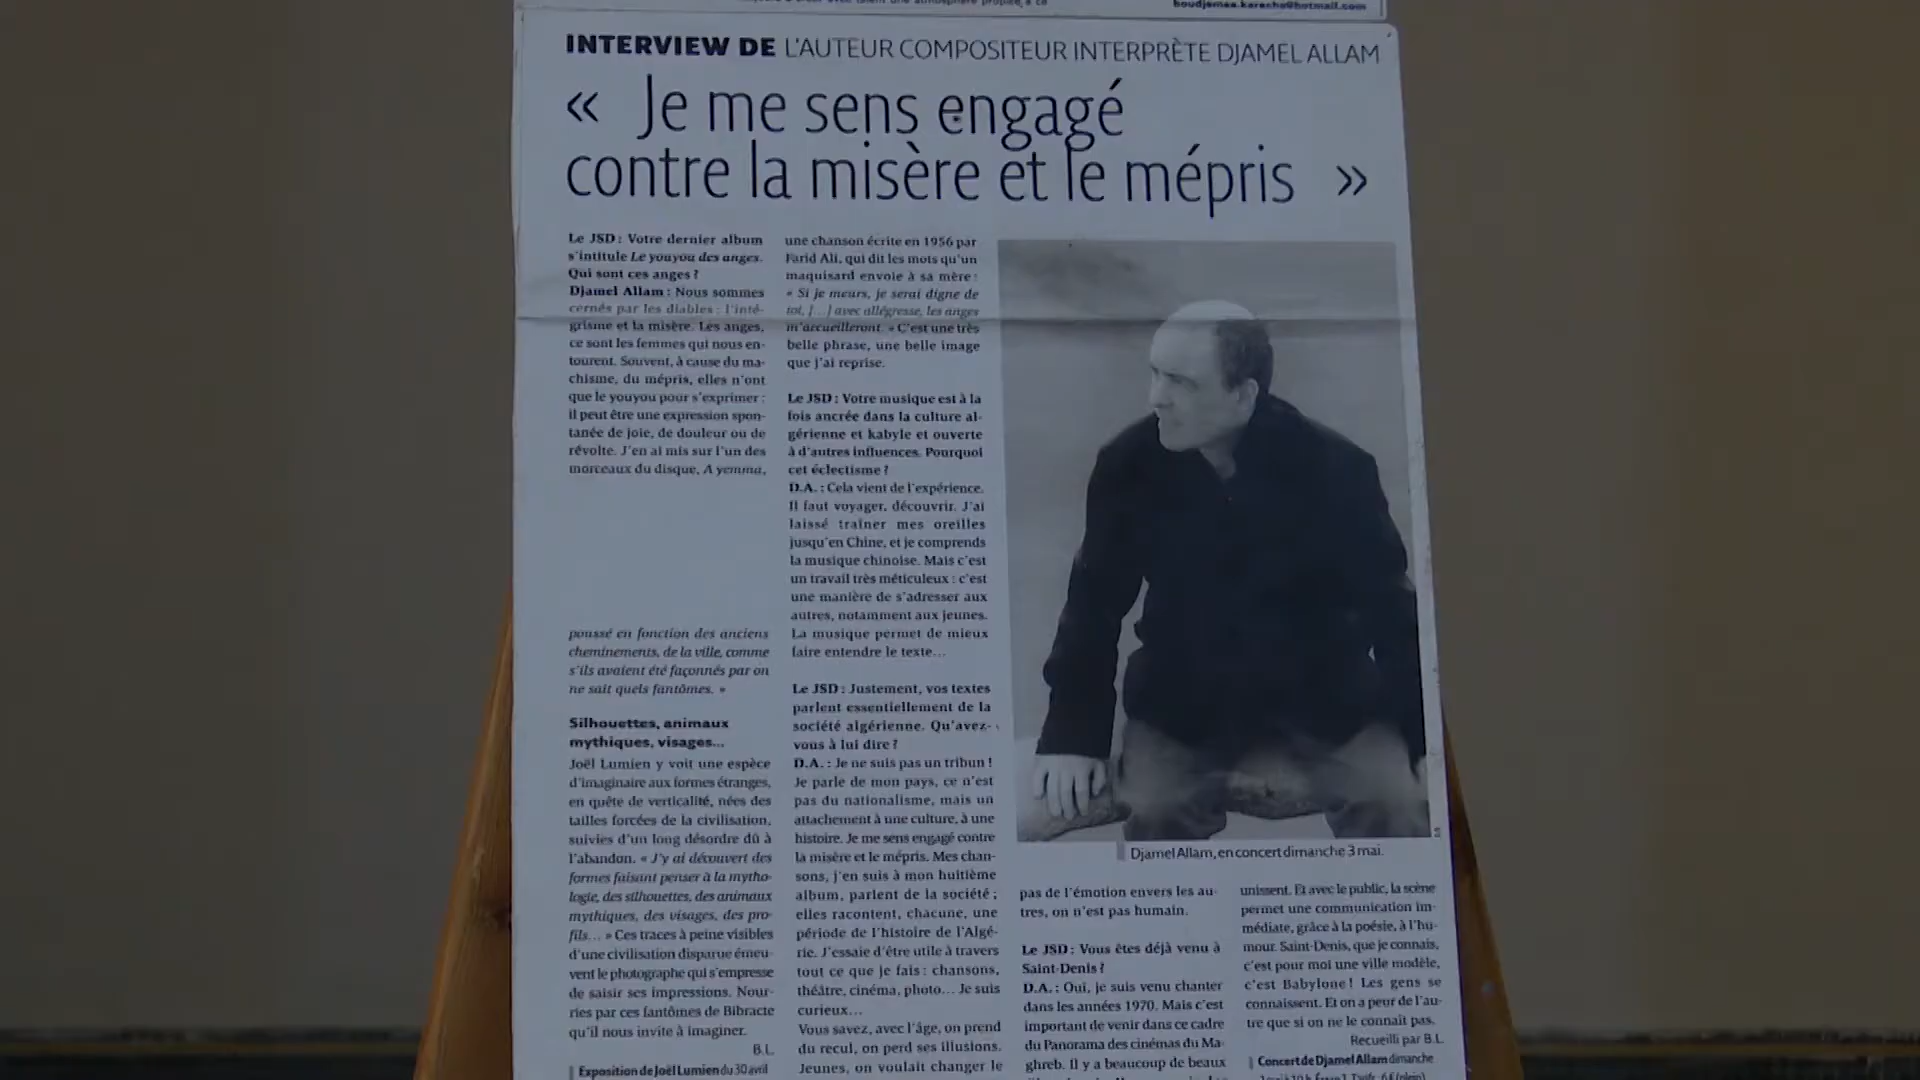 boudjemaa.karache@hotmail.com
INTERVIEW DE L'AUTEUR COMPOSITEUR INTERPRÈTE DJAMEL ALLAM
« Je me sens engagé
contre la misère et le mépris »
Le JSD : Votre dernier album
s'intitule Le youyou des anges.
Qui sont ces anges ?
Djamel Allam : Nous sommes
cernés par les diables : l'inté-
grisme et la misère. Les anges,
ce sont les femmes qui nous en-
tourent. Souvent, à cause du ma-
chisme, du mépris, elles n'ont
que le youyou pour s'exprimer :
il peut être une expression spon-
tanée de joie, de douleur ou de
révolte. J'en ai mis sur l'un des
morceaux du disque, A yemma,
poussé en fonction des anciens
cheminements, de la ville, comme
s'ils avaient été façonnés par on
ne sait quels fantômes. »
Silhouettes, animaux
mythiques, visages...
Joël Lumien y voit une espèce
d'imaginaire aux formes étranges,
en quête de verticalité, nées des
tailles forcées de la civilisation,
suivies d'un long désordre dû à
l'abandon. « J'y ai découvert des
formes faisant penser à la mytho-
logie, des silhouettes, des animaux
mythiques, des visages, des pro-
fils... » Ces traces à peine visibles
d'une civilisation disparue émeu-
vent le photographe qui s'empresse
de saisir ses impressions. Nour-
ries par ces fantômes de Bibracte
qu'il nous invite à imaginer.
B.L.
Exposition de Joël Lumien du 30 avril
une chanson écrite en 1956 par
Farid Ali, qui dit les mots qu'un
maquisard envoie à sa mère :
« Si je meurs, je serai digne de
toi, [...] avec allégresse, les anges
m'accueilleront. » C'est une très
belle phrase, une belle image
que j'ai reprise.
Le JSD : Votre musique est à la
fois ancrée dans la culture al-
gérienne et kabyle et ouverte
à d'autres influences. Pourquoi
cet éclectisme ?
D.A. : Cela vient de l'expérience.
Il faut voyager, découvrir. J'ai
laissé traîner mes oreilles
jusqu'en Chine, et je comprends
la musique chinoise. Mais c'est
un travail très méticuleux : c'est
une manière de s'adresser aux
autres, notamment aux jeunes.
La musique permet de mieux
faire entendre le texte...
Le JSD : Justement, vos textes
parlent essentiellement de la
société algérienne. Qu'avez-
vous à lui dire ?
D.A. : Je ne suis pas un tribun !
Je parle de mon pays, ce n'est
pas du nationalisme, mais un
attachement à une culture, à une
histoire. Je me sens engagé contre
la misère et le mépris. Mes chan-
sons, j'en suis à mon huitième
album, parlent de la société ;
elles racontent, chacune, une
période de l'histoire de l'Algé-
rie. J'essaie d'être utile à travers
tout ce que je fais : chansons,
théâtre, cinéma, photo... Je suis
curieux...
Vous savez, avec l'âge, on prend
du recul, on perd ses illusions.
Jeunes, on voulait changer le
Djamel Allam, en concert dimanche 3 mai.
pas de l'émotion envers les au-
tres, on n'est pas humain.
Le JSD : Vous êtes déjà venu à
Saint-Denis ?
D.A. : Oui, je suis venu chanter
dans les années 1970. Mais c'est
important de venir dans ce cadre
du Panorama des cinémas du Ma-
ghreb. Il y a beaucoup de beaux
unissent. Et avec le public, la scène
permet une communication im-
médiate, grâce à la poésie, à l'hu-
mour. Saint-Denis, que je connais,
c'est pour moi une ville modèle,
c'est Babylone ! Les gens se
connaissent. Et on a peur de l'au-
tre que si on ne le connaît pas.
Recueilli par B.L.
Concert de Djamel Allam dimanche